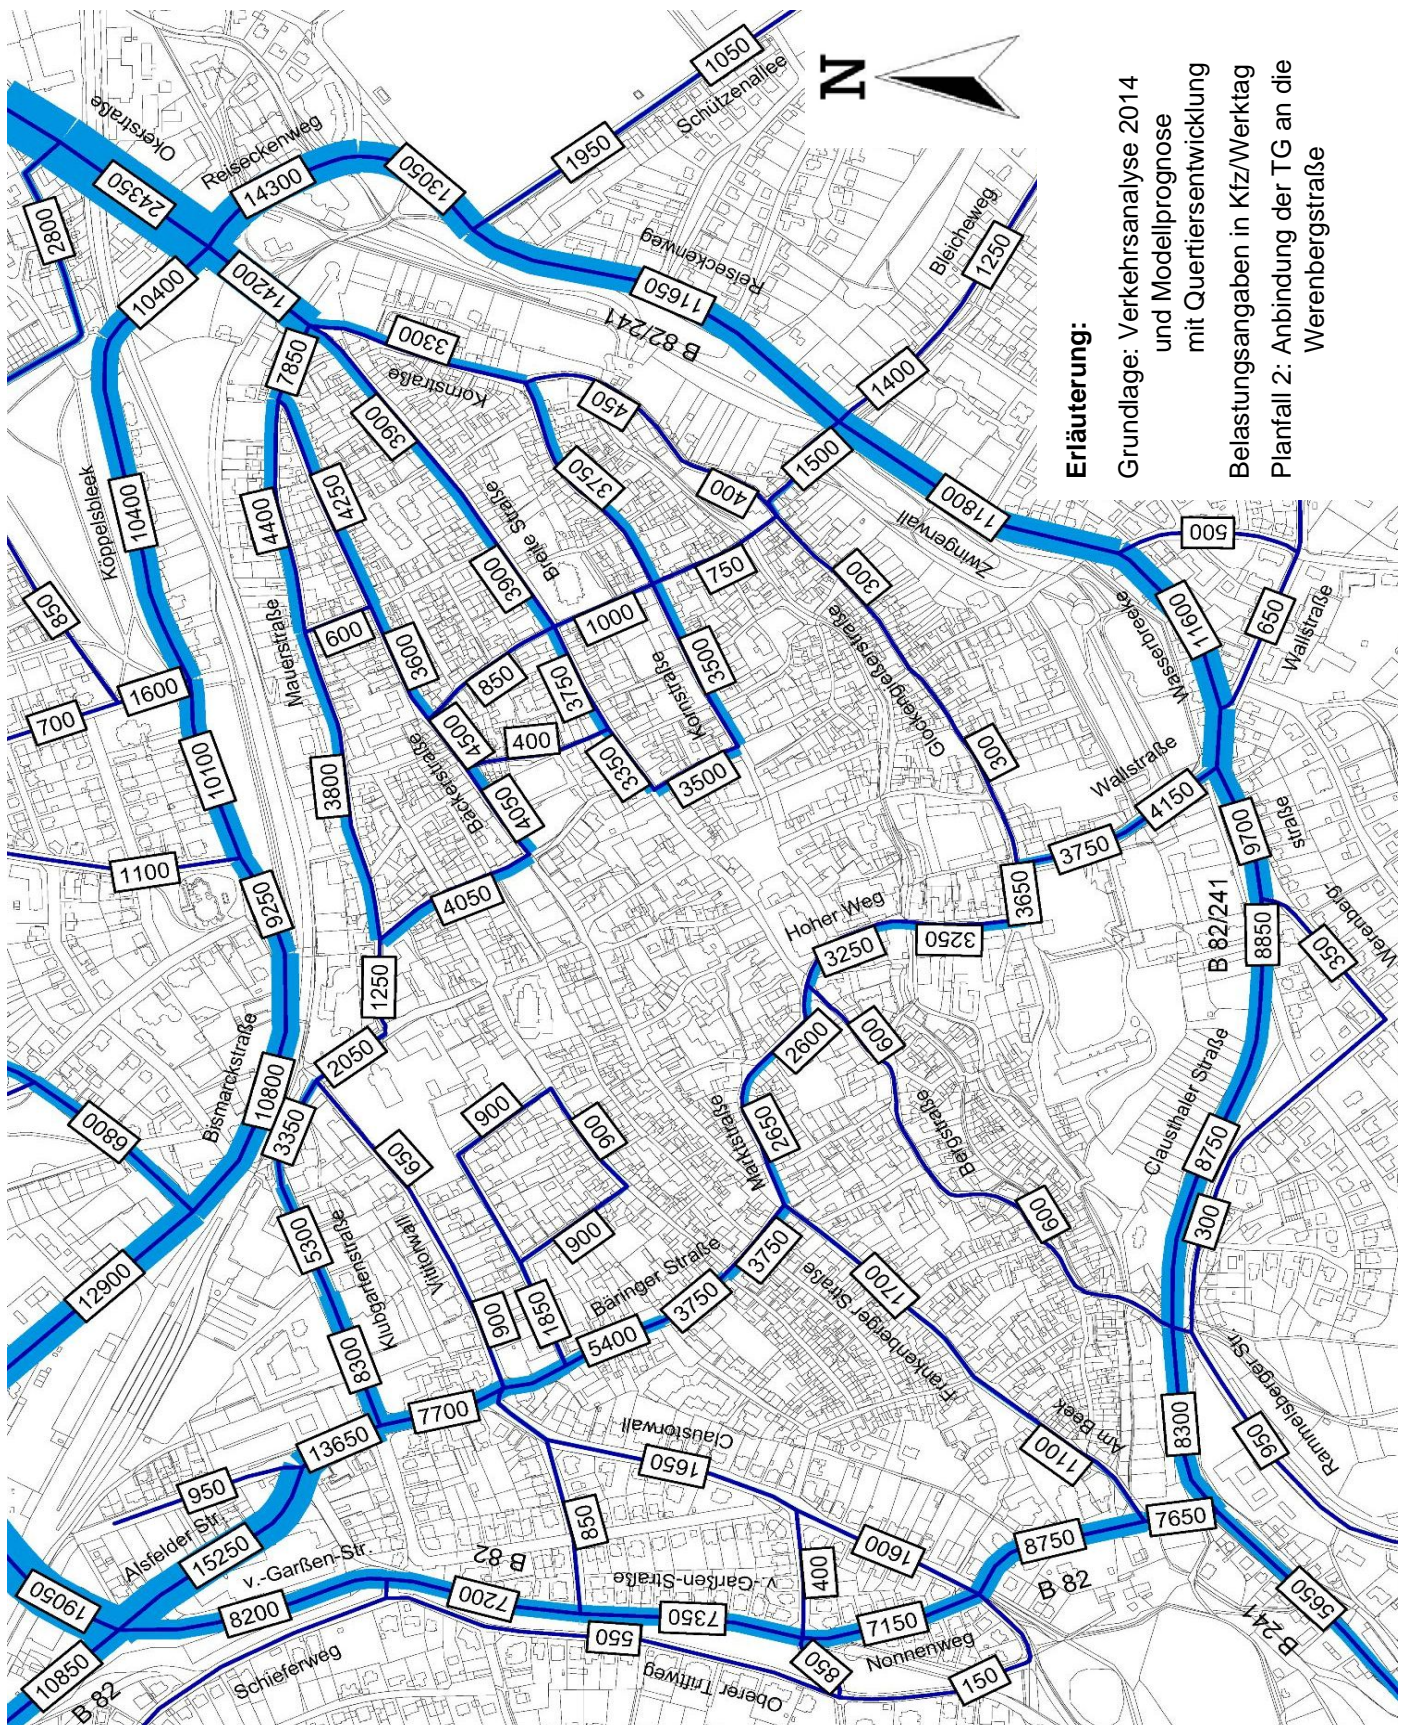 N
Erläuterung:
Grundlage: Verkehrsanalyse 2014
und Modellprognose
mit Quertiersentwicklung
Belastungsangaben in Kfz/Werktag
Planfall 2: Anbindung der TG an die
Werenbergstraße
Okerstraße
24350
2800
Reiseckenweg
14300
13050
10400
14200
1050
Schützenallee
1950
Reiseckenweg
11650
B 82/241
Bleicheweg
1250
1400
1500
7850
3300
Kornstraße
3900
450
400
3750
Köppelsbleek
10400
4400
4250
Breite Straße
3900
750
11800
Zwingerwall
300
Glockengießerstraße
500
850
1600
700
Mauerstraße
600
3600
850
1000
3750
3500
Kornstraße
11600
Wasserbreeke
650
Wallstraße
10100
3800
4500
400
Bäckerstraße
4050
3350
3500
300
Wallstraße
4150
3750
9700
straße
1100
9250
4050
Hoher Weg
3250
3250
3650
B 82/241
8850
Werenberg-
350
1250
2050
Bismarckstraße
10800
3350
2600
600
6800
900
900
650
2650
Marktstraße
Bergstraße
Clausthaler Straße
8750
300
12900
5300
Klubgartenstraße
Vititorwall
900
Bäringer Straße
3750
3750
600
8300
900
1850
5400
1700
Frankenberger Straße
7700
13650
Claustorwall
1650
1100
Am Beek
8300
Rammelsberger Str.
950
950
Alsfelder Str.
15250
v.-Garßen-Str.
B 82
850
v.-Garßen-Straße
400
1600
8750
B 82
7650
19050
8200
7200
7350
7150
550
Nonnenweg
850
150
10850
B 82
Schieferweg
Oberer Triftweg
B241
5650